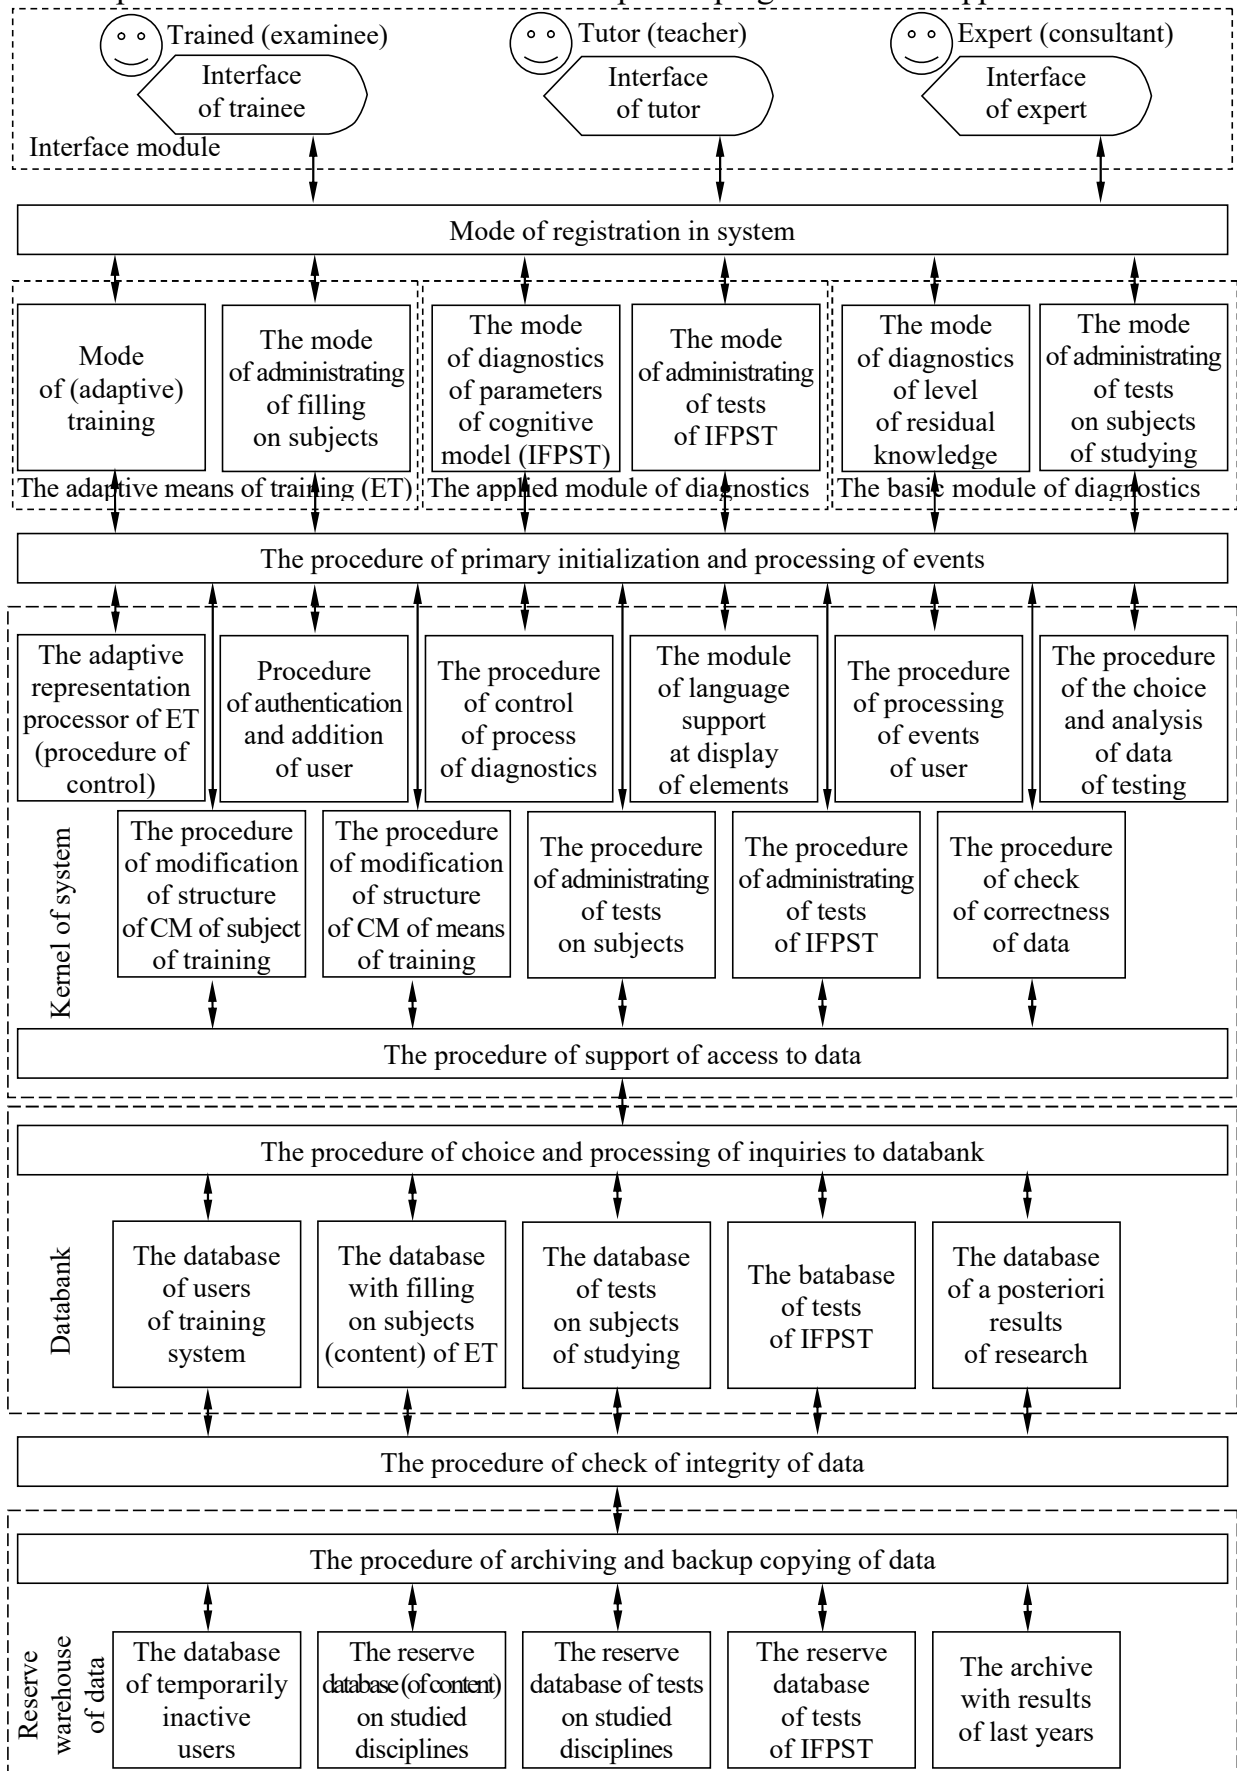 Trained (examinee)
Tutor (teacher)
Expert (consultant)
Interface
of trainee
Interface
of tutor
Interface
of expert
Interface module
Mode of registration in system
Mode
of (adaptive)
training
The mode
of administrating
of filling
on subjects
The mode
of diagnostics
of parameters
of cognitive
model (IFPST)
The mode
of administrating
of tests
of IFPST
The mode
of diagnostics
of level
of residual
knowledge
The mode
of administrating
of tests
on subjects
of studying
The adaptive means of training (ET)
The applied module of diagnostics
The basic module of diagnostics
The procedure of primary initialization and processing of events
The adaptive
representation
processor of ET
(procedure of
control)
Procedure
of authentication
and addition
of user
The procedure
of control
of process
of diagnostics
The module
of language
support
at display
of elements
The procedure
of processing
of events
of user
The procedure
of the choice
and analysis
of data
of testing
Kernel of system
The procedure
of modification
of structure
of CM of subject
of training
The procedure
of modification
of structure
of CM of means
of training
The procedure
of administrating
of tests
on subjects
The procedure
of administrating
of tests
of IFPST
The procedure
of check
of correctness
of data
The procedure of support of access to data
The procedure of choice and processing of inquiries to databank
Databank
The database
of users
of training
system
The database
with filling
on subjects
(content) of ET
The database
of tests
on subjects
of studying
The batabase
of tests
of IFPST
The database
of a posteriori
results
of research
The procedure of check of integrity of data
The procedure of archiving and backup copying of data
Reserve
warehouse
of data
The database
of temporarily
inactive
users
The reserve
database (of content)
on studied
disciplines
The reserve
database of tests
on studied
disciplines
The reserve
database
of tests
of IFPST
The archive
with results
of last years